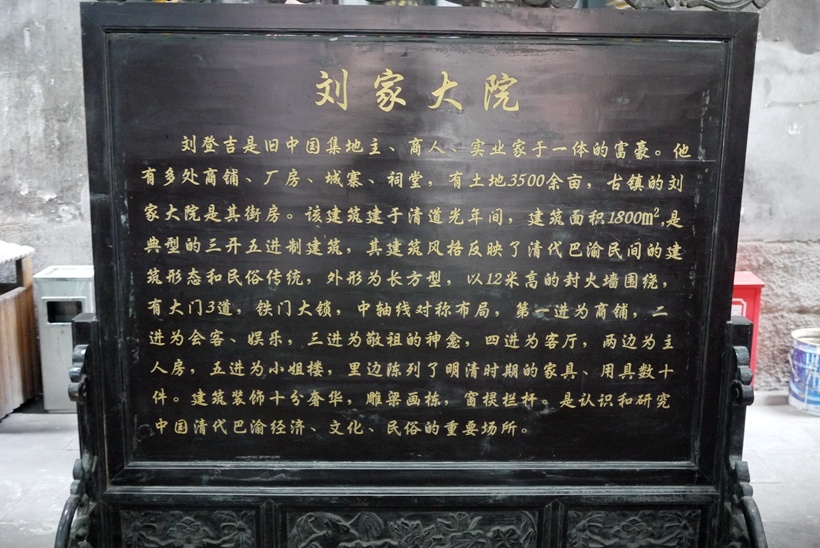 刘家大院
刘登吉是旧中国集地主、商人、实业家于一体的富豪。他
有多处商铺、厂房、城寨、祠堂，有土地3500余亩，古镇的刘
家大院是其街房。该建筑建于清道光年间，建筑面积1800㎡,是
典型的三开五进制建筑，其建筑风格反映了清代巴渝民间的建
筑形态和民俗传统，外形为长方型，以12米高的封火墙围绕，
有大门3道，铁门大锁，中轴线对称布局，第一进为商铺，二
进为会客、娱乐，三进为敬祖的神龛，四进为客厅，两边为主
人房，五进为小姐楼，里边陈列了明清时期的家具、用具数十
件。建筑装饰十分奢华，雕梁画栋，窗棂拦杆。是认识和研究
中国清代巴渝经济、文化、民俗的重要场所。